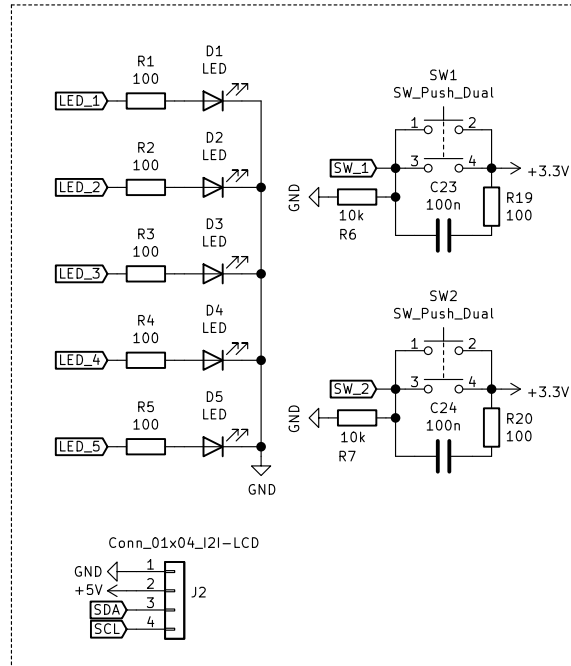 R1
100
LED_1
D1
LED
R2
100
LED_2
D2
LED
R3
100
LED_3
D3
LED
R4
100
LED_4
D4
LED
R5
100
LED_5
D5
LED
GND
SW1
SW_Push_Dual
1 2
SW_1
3 4
+3.3V
GND
10k
R6
C23
100n
R19
100
SW2
SW_Push_Dual
1 2
SW_2
3 4
+3.3V
GND
10k
R7
C24
100n
R20
100
Conn_01x04_I2I-LCD
GND 1
+5V 2
SDA 3
SCL 4
J2